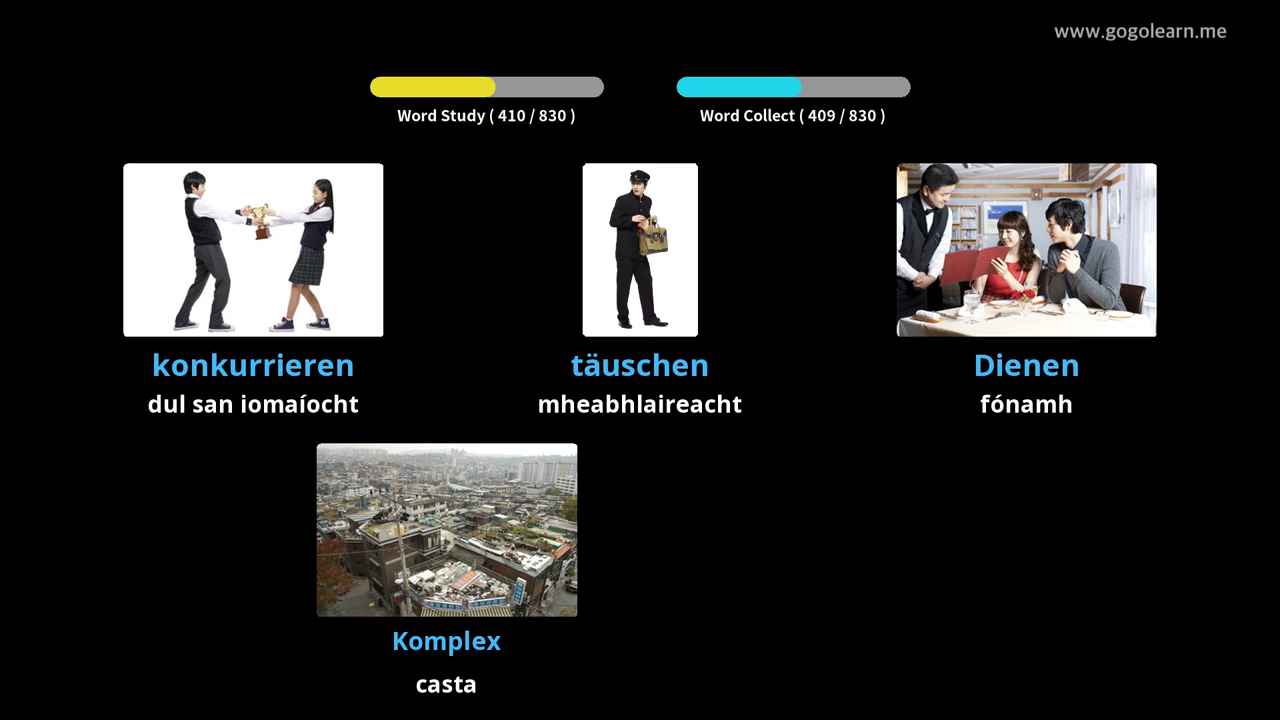 www.gogolearn.me
Word Study ( 410 / 830 )
Word Collect ( 409 / 830 )
konkurrieren
dul san iomaíocht
täuschen
mheabhlaireacht
Dienen
fónamh
Komplex
casta